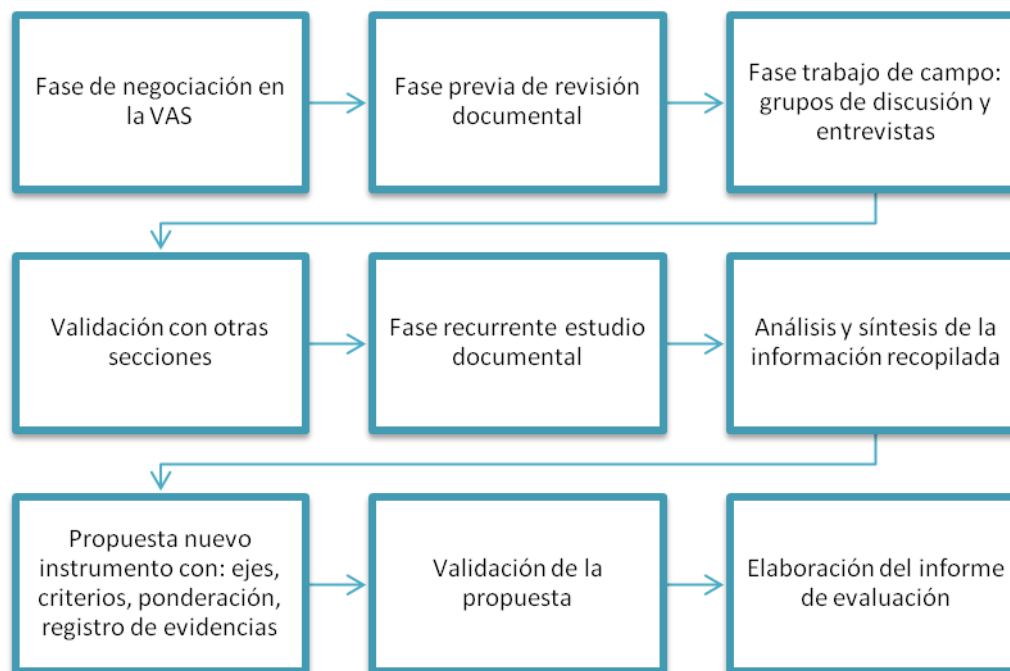 Fase de negociación en
la VAS
Fase previa de revisión
documental
Fase trabajo de campo:
grupos de discusión y
entrevistas
Validación con otras
secciones
Fase recurrente estudio
documental
Análisis y síntesis de la
información recopilada
Propuesta nuevo
instrumento con: ejes,
criterios, ponderación,
registro de evidencias
Validación de la
propuesta
Elaboración del informe
de evaluación